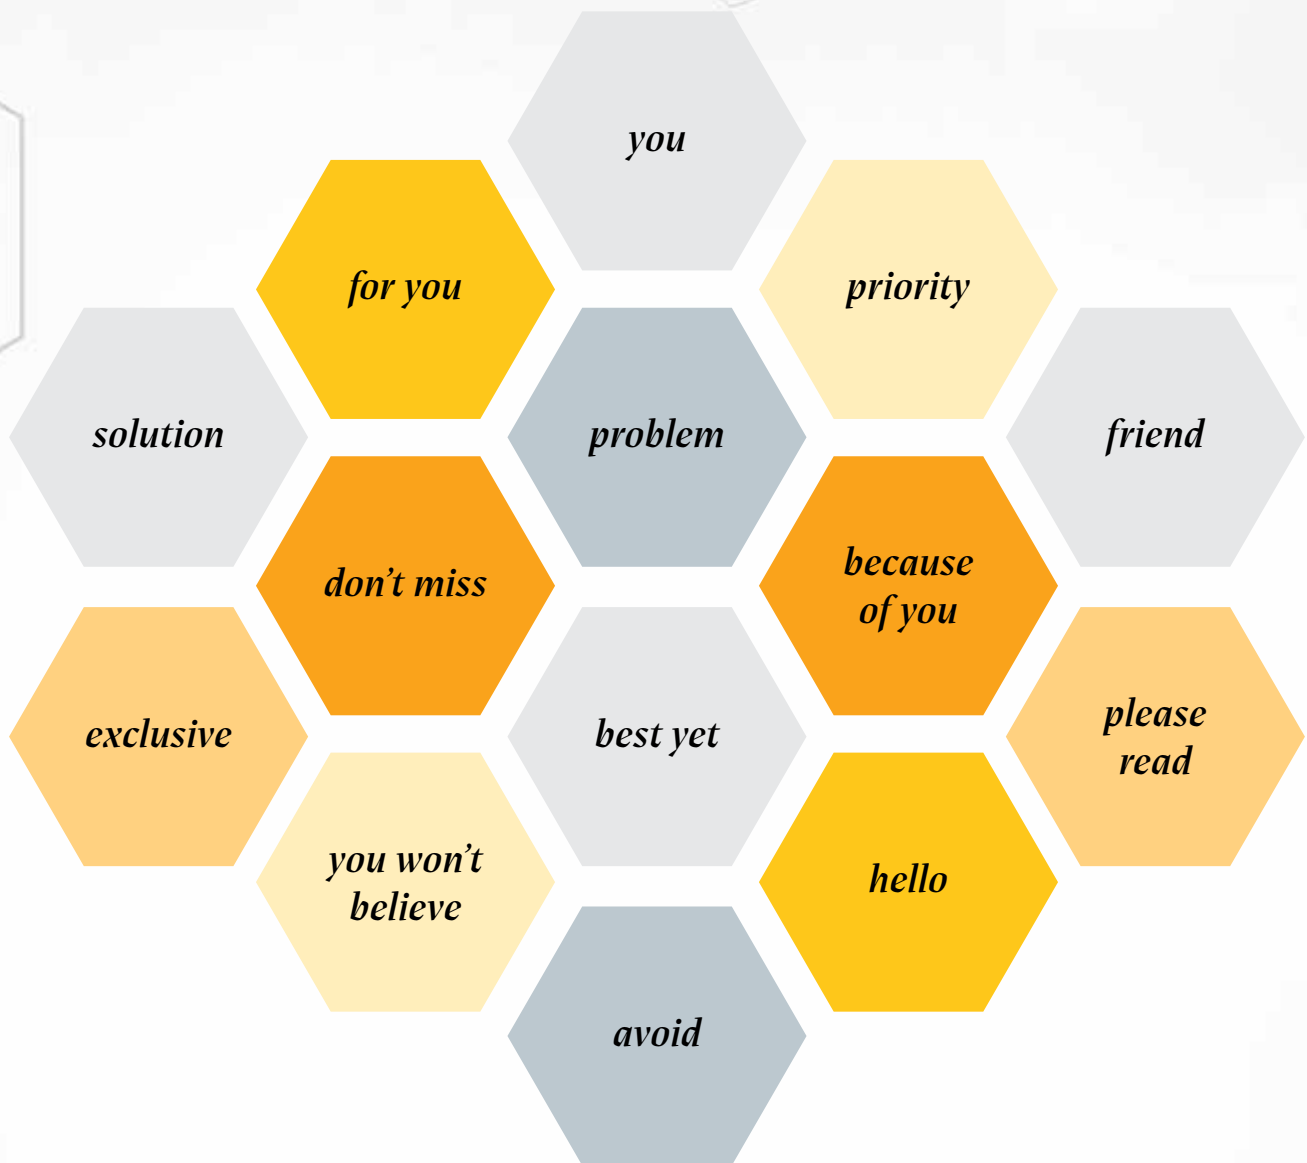 you
for you
priority
solution
problem
friend
don’t miss
because
of you
exclusive
best yet
please
read
you won’t
believe
hello
avoid